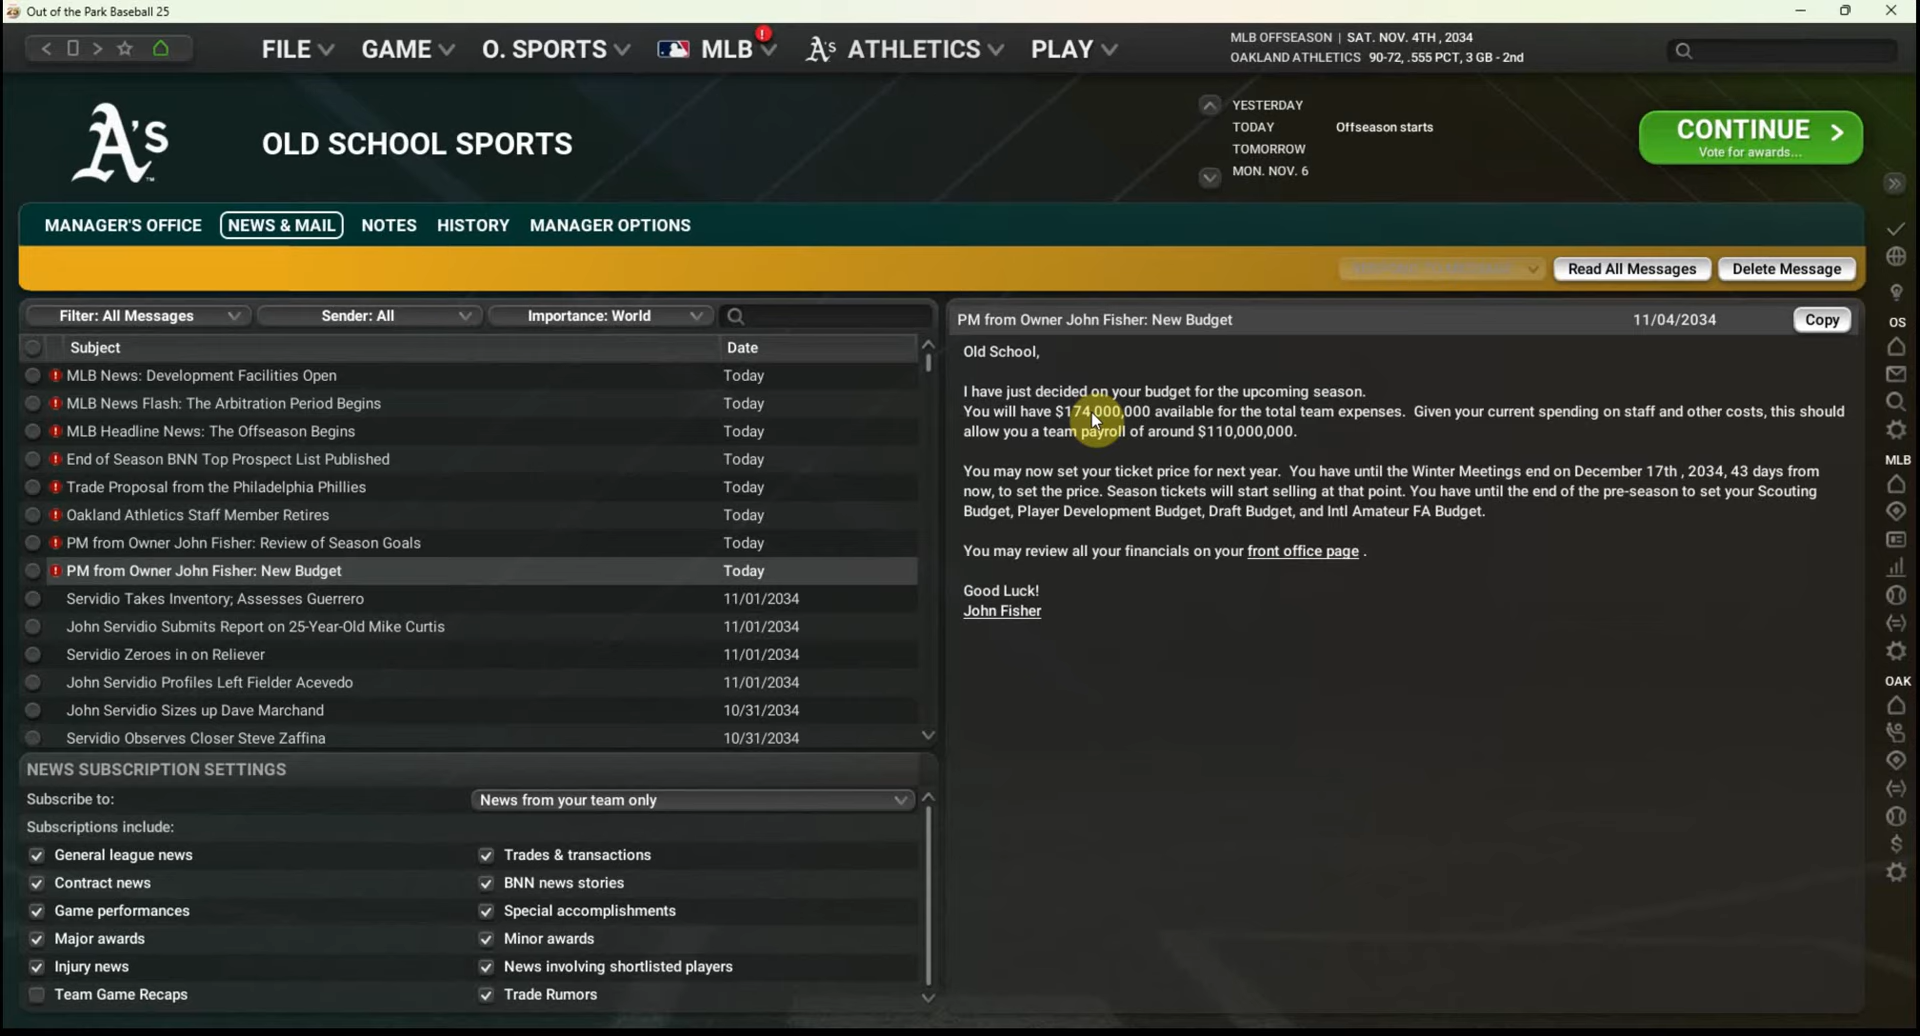 Out of the Park Baseball 25
FILE GAME O. SPORTS MLB A's ATHLETICS PLAY
MLB OFFSEASON | SAT. NOV. 4TH , 2034
OAKLAND ATHLETICS 90-72, .555 PCT, 3 GB - 2nd
A's
OLD SCHOOL SPORTS
YESTERDAY
TODAY Offseason starts
TOMORROW
MON. NOV. 6
CONTINUE
Vote for awards...
MANAGER'S OFFICE NEWS & MAIL NOTES HISTORY MANAGER OPTIONS
Read All Messages Delete Message
Filter: All Messages Sender: All Importance: World
Subject Date
MLB News: Development Facilities Open Today
MLB News Flash: The Arbitration Period Begins Today
MLB Headline News: The Offseason Begins Today
End of Season BNN Top Prospect List Published Today
Trade Proposal from the Philadelphia Phillies Today
Oakland Athletics Staff Member Retires Today
PM from Owner John Fisher: Review of Season Goals Today
PM from Owner John Fisher: New Budget Today
Servidio Takes Inventory; Assesses Guerrero 11/01/2034
John Servidio Submits Report on 25-Year-Old Mike Curtis 11/01/2034
Servidio Zeroes in on Reliever 11/01/2034
John Servidio Profiles Left Fielder Acevedo 11/01/2034
John Servidio Sizes up Dave Marchand 10/31/2034
Servidio Observes Closer Steve Zaffina 10/31/2034
NEWS SUBSCRIPTION SETTINGS
Subscribe to: News from your team only
Subscriptions include:
General league news Trades & transactions
Contract news BNN news stories
Game performances Special accomplishments
Major awards Minor awards
Injury news News involving shortlisted players
Team Game Recaps Trade Rumors
PM from Owner John Fisher: New Budget 11/04/2034 Copy
Old School,
I have just decided on your budget for the upcoming season.
You will have $174,000,000 available for the total team expenses. Given your current spending on staff and other costs, this should
allow you a team payroll of around $110,000,000.
You may now set your ticket price for next year. You have until the Winter Meetings end on December 17th , 2034, 43 days from
now, to set the price. Season tickets will start selling at that point. You have until the end of the pre-season to set your Scouting
Budget, Player Development Budget, Draft Budget, and Intl Amateur FA Budget.
You may review all your financials on your front office page .
Good Luck!
John Fisher
OS
MLB
OAK